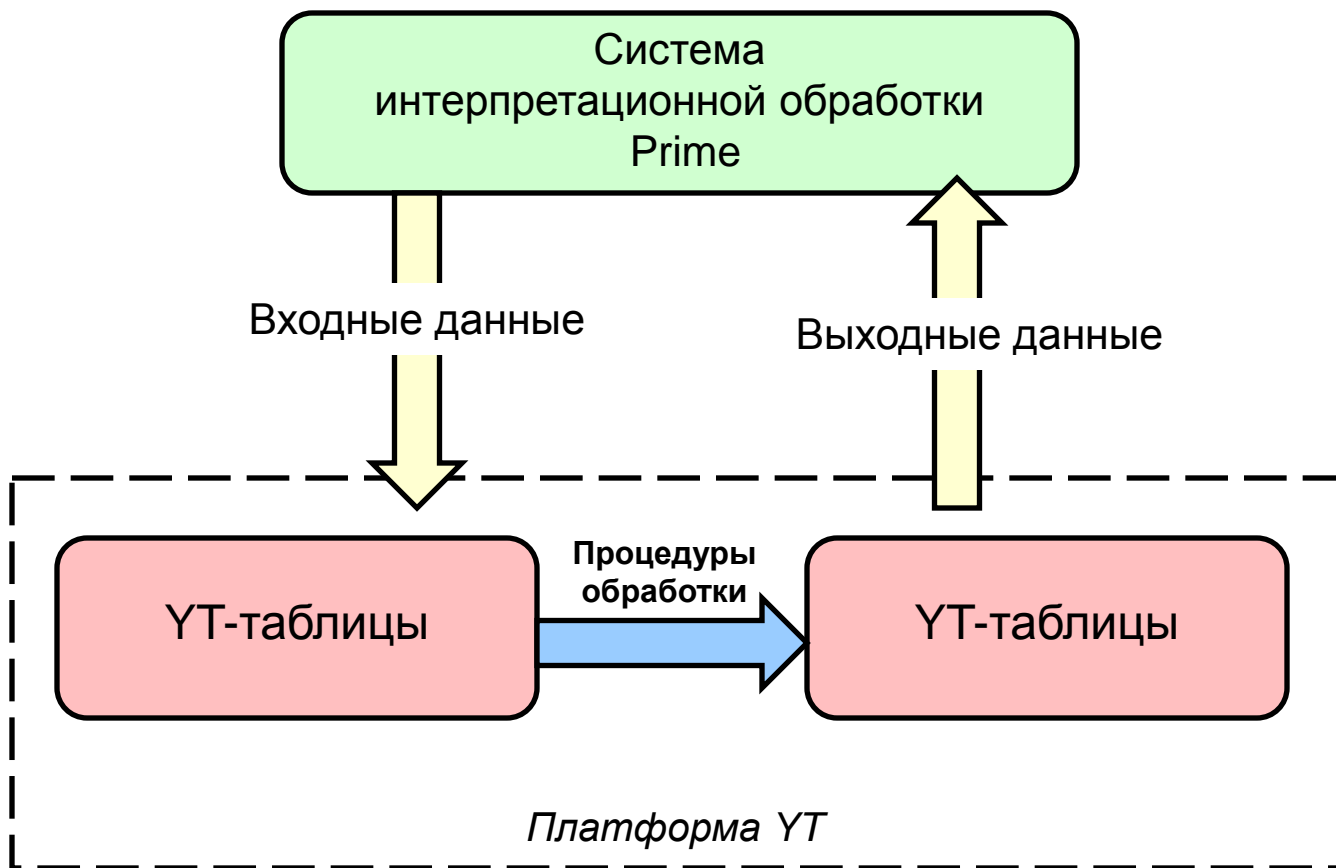 Система
интерпретационной обработки
Prime
Входные данные
Выходные данные
Процедуры
обработки
YT-таблицы
YT-таблицы
Платформа YT